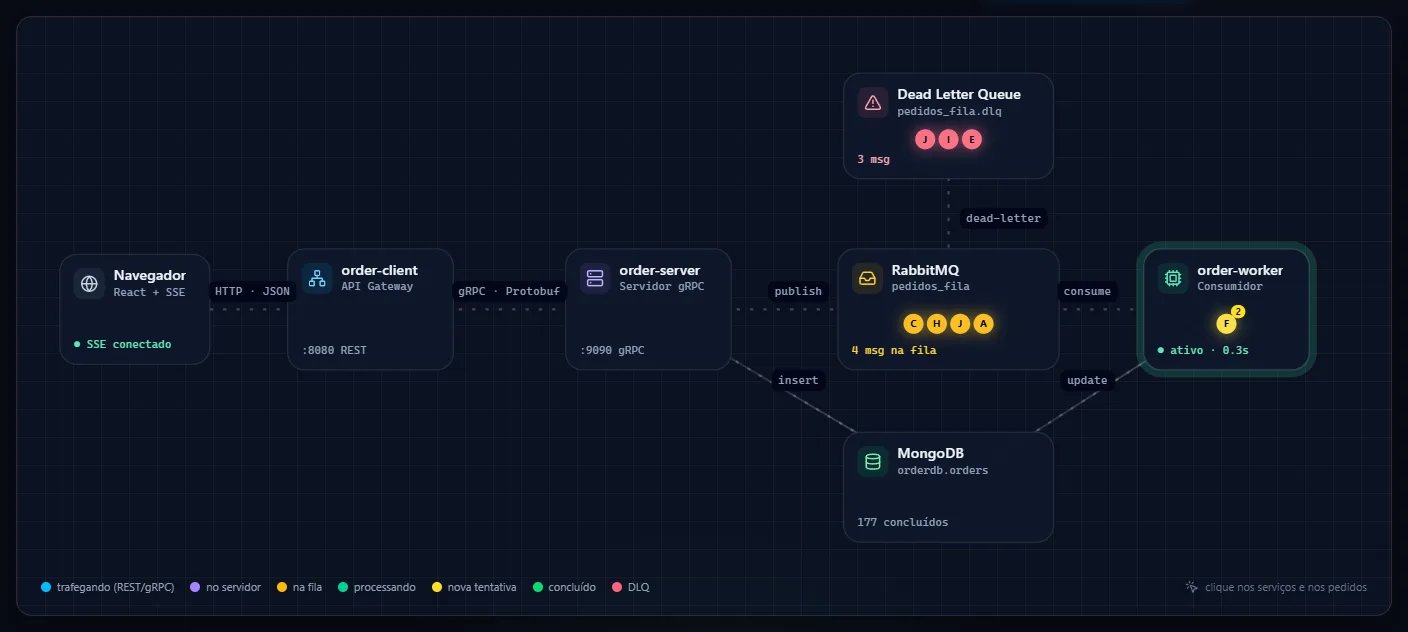 Dead Letter Queue
pedidos_fila.dlq
J I E
3 msg
dead-letter
Navegador
React + SSE
SSE conectado
HTTP · JSON
order-client
API Gateway
:8080 REST
gRPC · Protobuf
order-server
Servidor gRPC
:9090 gRPC
publish
RabbitMQ
pedidos_fila
C H J A
4 msg na fila
consume
order-worker
Consumidor
2
F
ativo · 0.3s
insert
update
MongoDB
orderdb.orders
177 concluídos
trafegando (REST/gRPC) no servidor na fila processando nova tentativa concluído DLQ
clique nos serviços e nos pedidos